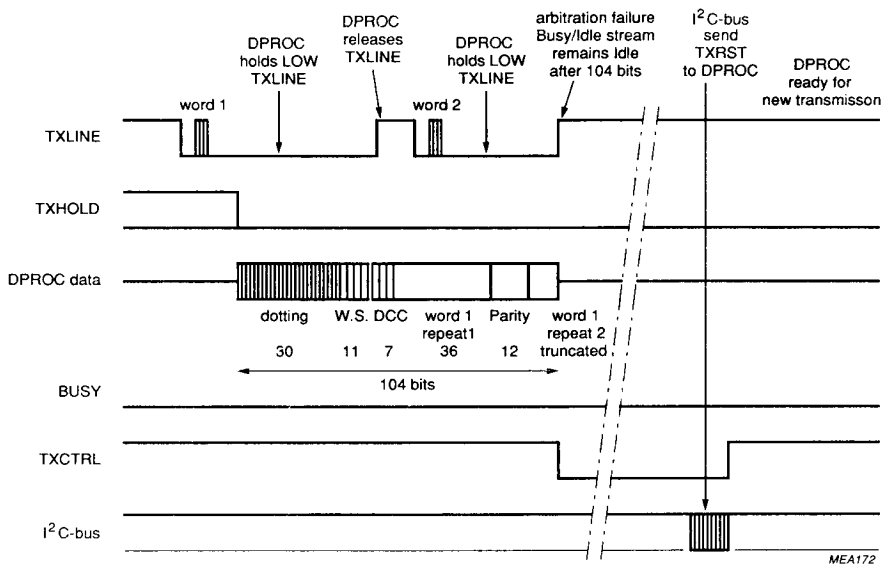 DPROC
holds LOW
TXLINE
DPROC
releases
TXLINE
DPROC
holds LOW
TXLINE
arbitration failure
Busy/Idle stream
remains Idle
after 104 bits
I²C-bus
send
TXRST
to DPROC
DPROC
ready for
new transmisson
word 1
word 2
TXLINE
TXHOLD
DPROC data
dotting
W.S.
DCC
word 1
repeat1
Parity
word 1
repeat 2
truncated
30
11
7
36
12
104 bits
BUSY
TXCTRL
I²C-bus
MEA172